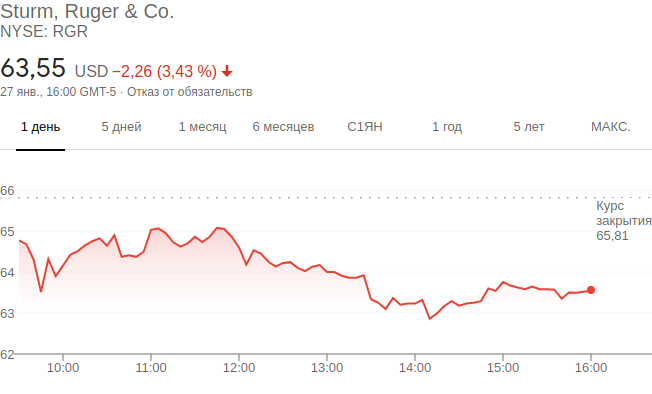 Sturm, Ruger & Co.
NYSE: RGR
63,55 USD −2,26 (3,43 %)
27 янв., 16:00 GMT-5 · Отказ от обязательств
1 день 5 дней 1 месяц 6 месяцев С1ЯН 1 год 5 лет МАКС.
66
Курс
закрытия
65,81
65
64
63
62
10:00 11:00 12:00 13:00 14:00 15:00 16:00